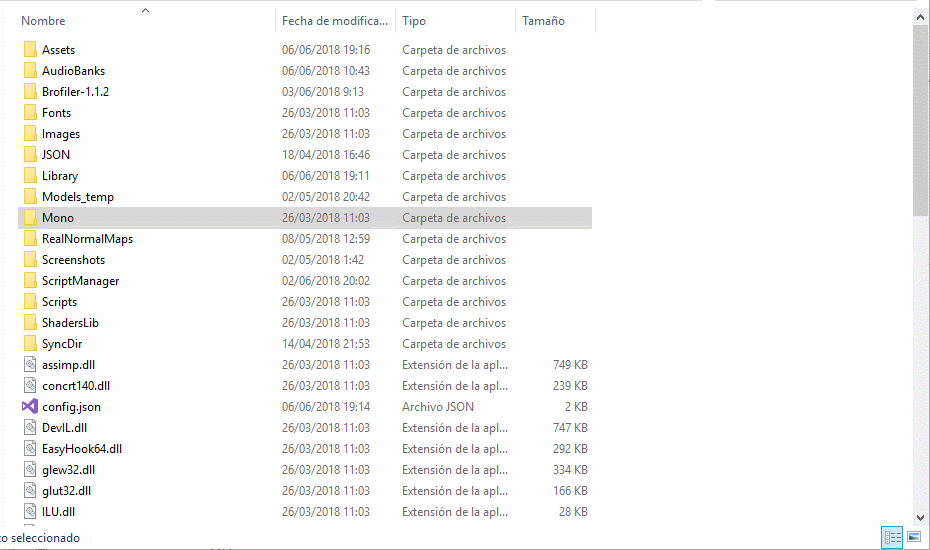 Nombre Fecha de modifica... Tipo Tamaño
Assets 06/06/2018 19:16 Carpeta de archivos
AudioBanks 06/06/2018 10:43 Carpeta de archivos
Brofiler-1.1.2 03/06/2018 9:13 Carpeta de archivos
Fonts 26/03/2018 11:03 Carpeta de archivos
Images 26/03/2018 11:03 Carpeta de archivos
JSON 18/04/2018 16:46 Carpeta de archivos
Library 06/06/2018 19:11 Carpeta de archivos
Models_temp 02/05/2018 20:42 Carpeta de archivos
Mono 26/03/2018 11:03 Carpeta de archivos
RealNormalMaps 08/05/2018 12:59 Carpeta de archivos
Screenshots 02/05/2018 1:42 Carpeta de archivos
ScriptManager 02/06/2018 20:02 Carpeta de archivos
Scripts 26/03/2018 11:03 Carpeta de archivos
ShadersLib 26/03/2018 11:03 Carpeta de archivos
SyncDir 14/04/2018 21:53 Carpeta de archivos
assimp.dll 26/03/2018 11:03 Extensión de la apl... 749 KB
concrt140.dll 26/03/2018 11:03 Extensión de la apl... 239 KB
config.json 06/06/2018 19:14 Archivo JSON 2 KB
DevIL.dll 26/03/2018 11:03 Extensión de la apl... 747 KB
EasyHook64.dll 26/03/2018 11:03 Extensión de la apl... 292 KB
glew32.dll 26/03/2018 11:03 Extensión de la apl... 334 KB
glut32.dll 26/03/2018 11:03 Extensión de la apl... 166 KB
ILU.dll 26/03/2018 11:03 Extensión de la apl... 28 KB
to seleccionado